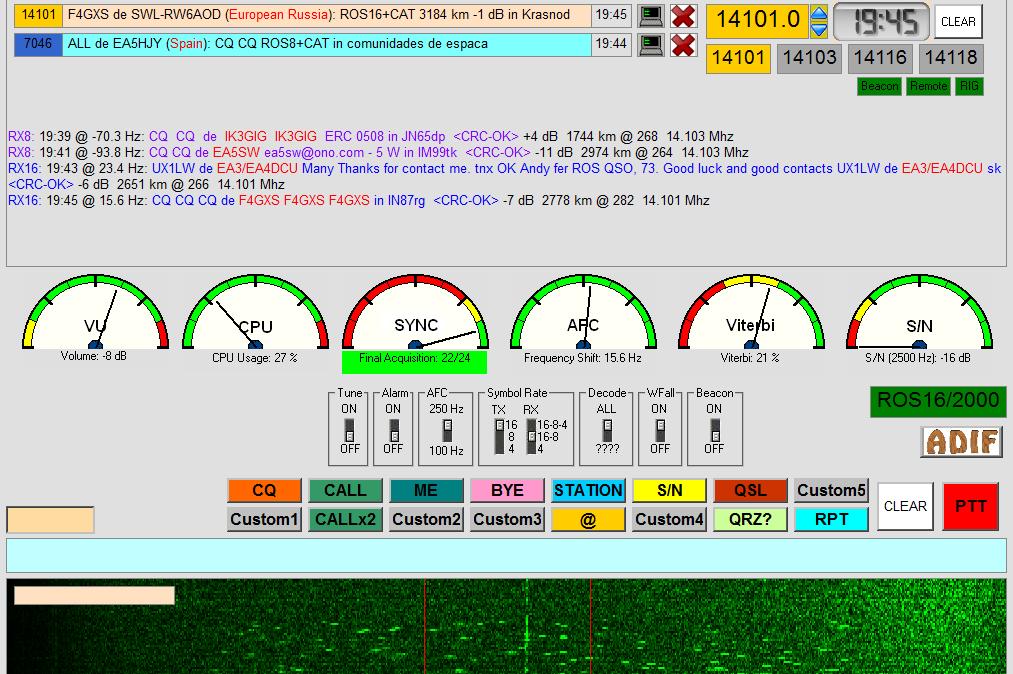 14101 F4GXS de SWL-RW6AOD (European Russia): ROS16+CAT 3184 km -1 dB in Krasnod 19:45
7046 ALL de EA5HJY (Spain): CQ CQ ROS8+CAT in comunidades de espaca 19:44
14101.0 19:45 CLEAR
14101 14103 14116 14118
Beacon Remote RIG
RX8: 19:39 @ -70.3 Hz: CQ CQ de IK3GIG IK3GIG ERC 0508 in JN65dp <CRC-OK> +4 dB 1744 km @ 268 14.103 Mhz
RX8: 19:41 @ -93.8 Hz: CQ CQ de EA5SW ea5sw@ono.com - 5 W in IM99tk <CRC-OK> -11 dB 2974 km @ 264 14.103 Mhz
RX16: 19:43 @ 23.4 Hz: UX1LW de EA3/EA4DCU Many Thanks for contact me. tnx OK Andy fer ROS QSO, 73. Good luck and good contacts UX1LW de EA3/EA4DCU sk
<CRC-OK> -6 dB 2651 km @ 266 14.101 Mhz
RX16: 19:45 @ 15.6 Hz: CQ CQ CQ de F4GXS F4GXS F4GXS in IN87rg <CRC-OK> -7 dB 2778 km @ 282 14.101 Mhz
VU CPU SYNC AFC Viterbi S/N
Volume: -8 dB CPU Usage: 27 % Final Acquisition: 22/24 Frequency Shift: 15.6 Hz Viterbi: 21 % S/N (2500 Hz): -16 dB
Tune Alarm AFC Symbol Rate Decode WFall Beacon
ON ON 250 Hz TX RX ALL ON ON
16 16-8-4
8 16-8
4 4
OFF OFF 100 Hz ???? OFF OFF
ROS16/2000
ADIF
CQ CALL ME BYE STATION S/N QSL Custom5
Custom1 CALLx2 Custom2 Custom3 @ Custom4 QRZ? RPT
CLEAR PTT